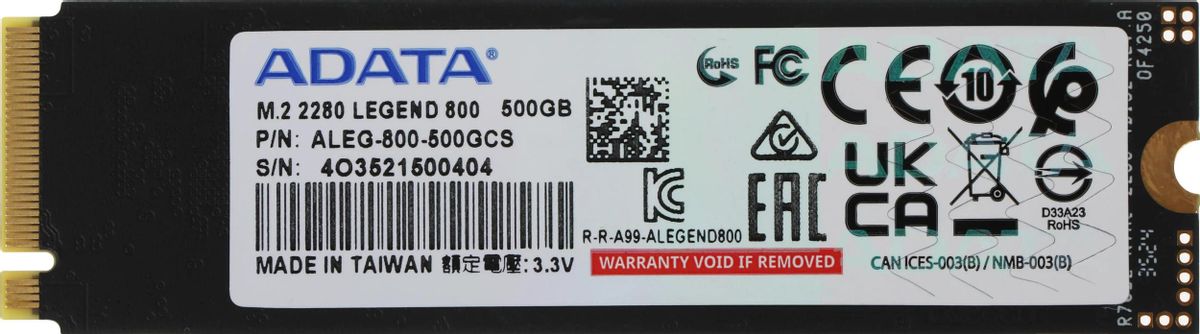 ADATA®
M.2 2280 LEGEND 800 500GB
P/N: ALEG-800-500GCS
S/N: 4O3521500404
MADE IN TAIWAN 額定電壓:3.3V
RoHS
FC
CE
10
EAC
R-R-A99-ALEGEND800
WARRANTY VOID IF REMOVED
UK
CA
D33A23
RoHS
CAN ICES-003(B) / NMB-003(B)
OF4250
3524